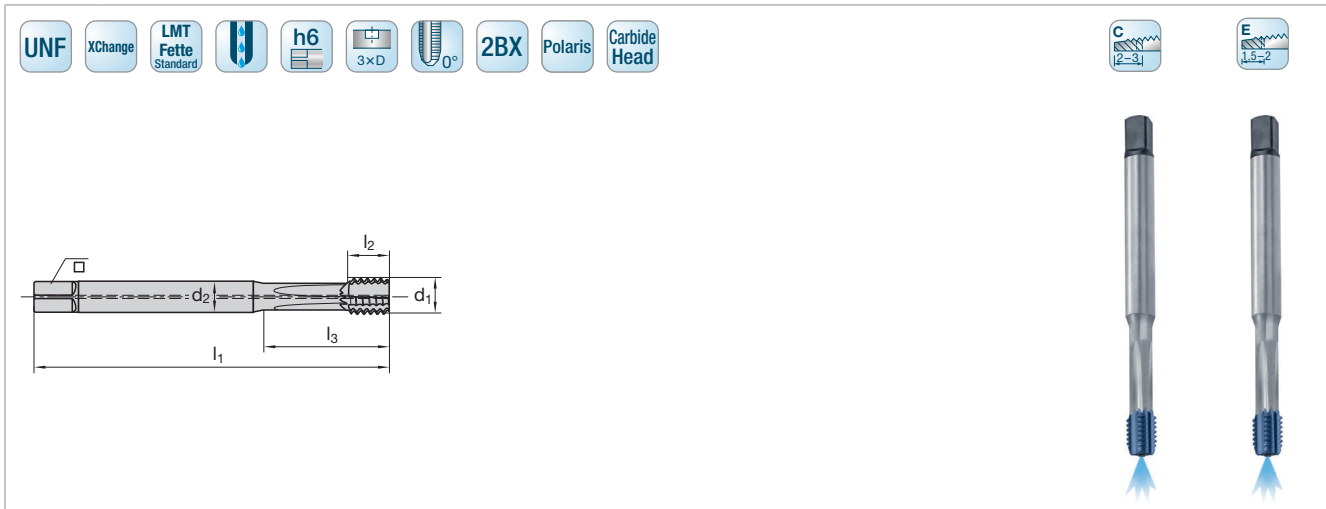 UNF
XChange
LMT
Fette
Standard
h6
3×D
0°
2BX
Polaris
Carbide
Head
C
2–3
E
1,5–2
l2
d2
d1
l3
l1